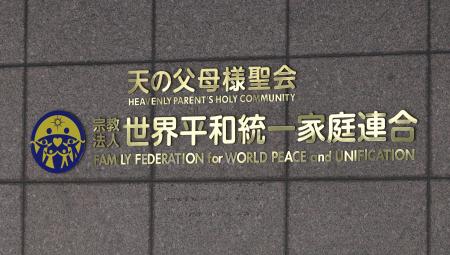 天の父母様聖会
HEAVENLY PARENT'S HOLY COMMUNITY
宗教法人 世界平和統一家庭連合
FAMILY FEDERATION for WORLD PEACE and UNIFICATION